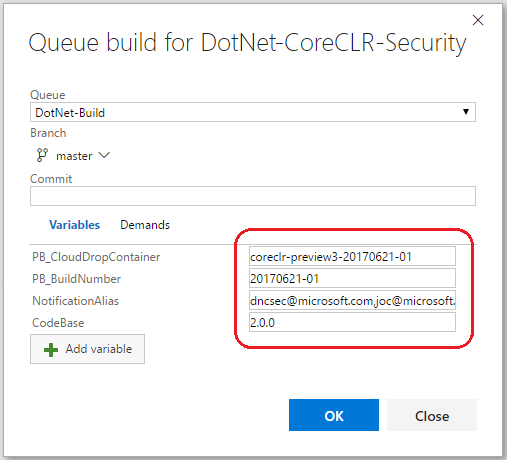 Queue build for DotNet-CoreCLR-Security
Queue
DotNet-Build
Branch
master
Commit
Variables Demands
PB_CloudDropContainer coreclr-preview3-20170621-01
PB_BuildNumber 20170621-01
NotificationAlias dncsec@microsoft.com,joc@microsoft.
CodeBase 2.0.0
Add variable
OK Close